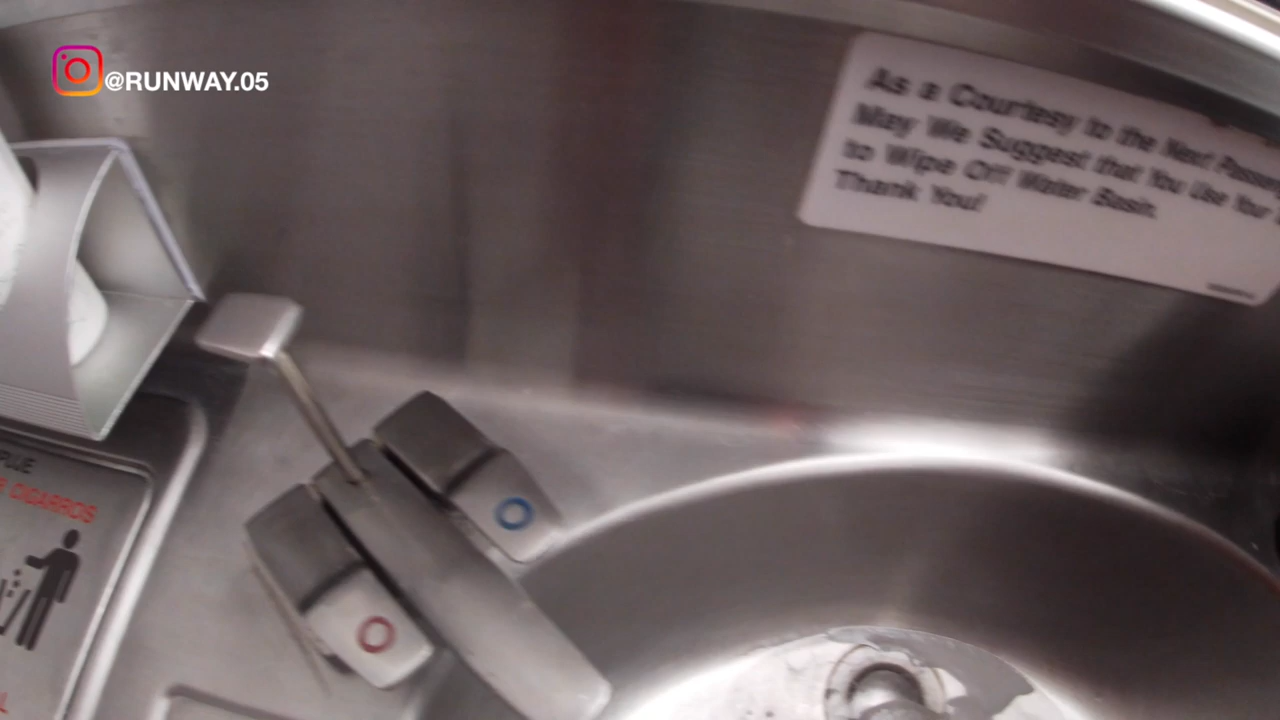 @RUNWAY.05
As a Courtesy to the Next
May We Suggest that You Use Your
to Wipe Off Water Basin.
Thank You!
CIGARROS